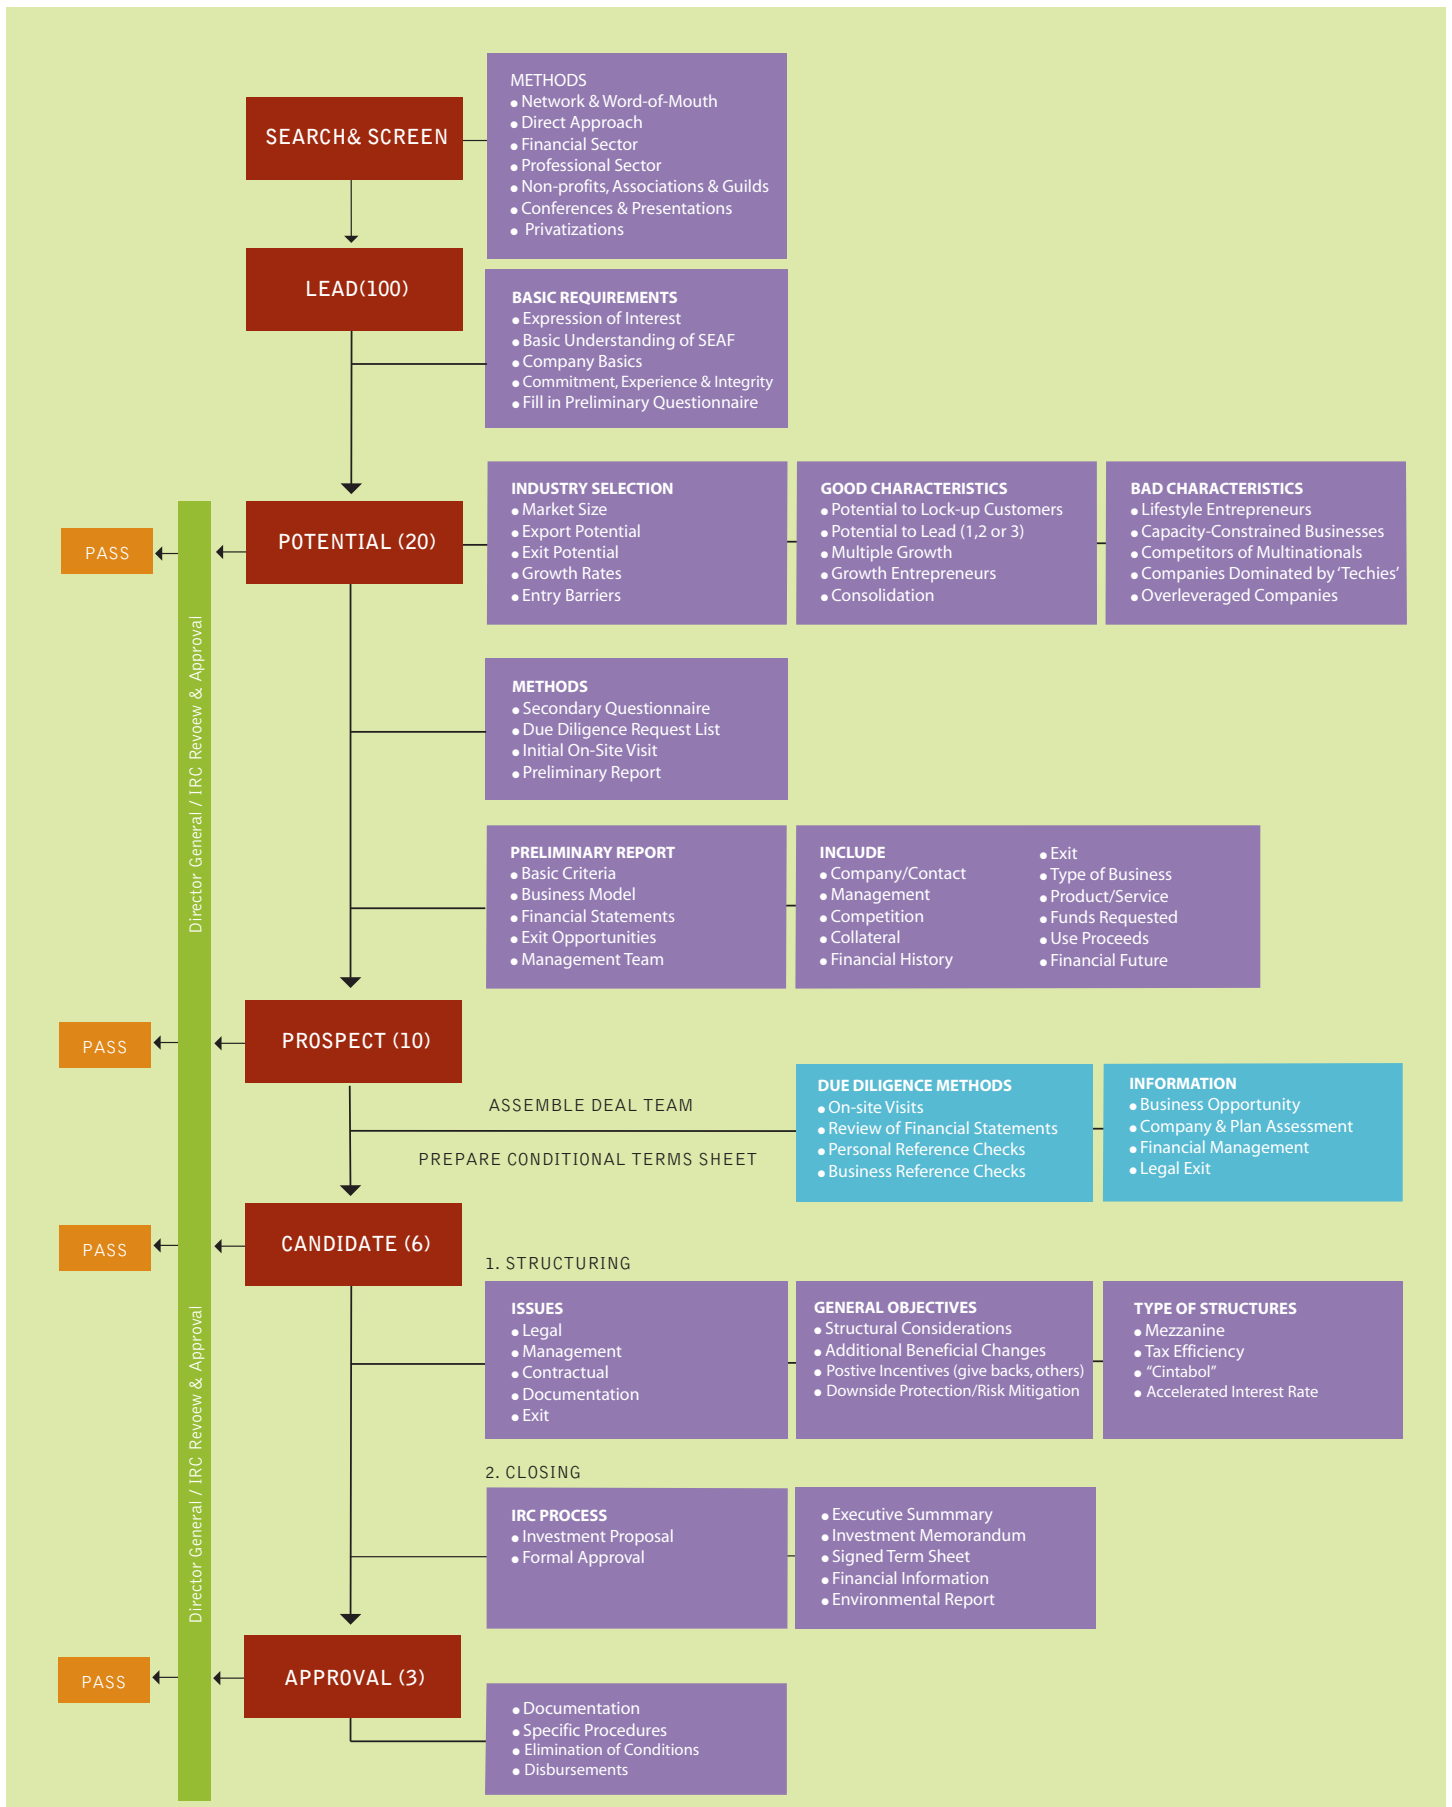 METHODS
● Network & Word-of-Mouth
● Direct Approach
● Financial Sector
● Professional Sector
● Non-profits, Associations & Guilds
● Conferences & Presentations
● Privatizations
SEARCH& SCREEN
LEAD(100)
BASIC REQUIREMENTS
● Expression of Interest
● Basic Understanding of SEAF
● Company Basics
● Commitment, Experience & Integrity
● Fill in Preliminary Questionnaire
PASS
POTENTIAL (20)
INDUSTRY SELECTION
● Market Size
● Export Potential
● Exit Potential
● Growth Rates
● Entry Barriers
GOOD CHARACTERISTICS
● Potential to Lock-up Customers
● Potential to Lead (1,2 or 3)
● Multiple Growth
● Growth Entrepreneurs
● Consolidation
BAD CHARACTERISTICS
● Lifestyle Entrepreneurs
● Capacity-Constrained Businesses
● Competitors of Multinationals
● Companies Dominated by ‘Techies’
● Overleveraged Companies
Director General / IRC Revoew & Approval
METHODS
● Secondary Questionnaire
● Due Diligence Request List
● Initial On-Site Visit
● Preliminary Report
PRELIMINARY REPORT
● Basic Criteria
● Business Model
● Financial Statements
● Exit Opportunities
● Management Team
INCLUDE
● Company/Contact
● Management
● Competition
● Collateral
● Financial History
● Exit
● Type of Business
● Product/Service
● Funds Requested
● Use Proceeds
● Financial Future
PASS
PROSPECT (10)
ASSEMBLE DEAL TEAM
PREPARE CONDITIONAL TERMS SHEET
DUE DILIGENCE METHODS
● On-site Visits
● Review of Financial Statements
● Personal Reference Checks
● Business Reference Checks
INFORMATION
● Business Opportunity
● Company & Plan Assessment
● Financial Management
● Legal Exit
PASS
CANDIDATE (6)
1. STRUCTURING
ISSUES
● Legal
● Management
● Contractual
● Documentation
● Exit
GENERAL OBJECTIVES
● Structural Considerations
● Additional Beneficial Changes
● Postive Incentives (give backs, others)
● Downside Protection/Risk Mitigation
TYPE OF STRUCTURES
● Mezzanine
● Tax Efficiency
● “Cintabol”
● Accelerated Interest Rate
Director General / IRC Revoew & Approval
2. CLOSING
IRC PROCESS
● Investment Proposal
● Formal Approval
● Executive Summmary
● Investment Memorandum
● Signed Term Sheet
● Financial Information
● Environmental Report
PASS
APPROVAL (3)
● Documentation
● Specific Procedures
● Elimination of Conditions
● Disbursements